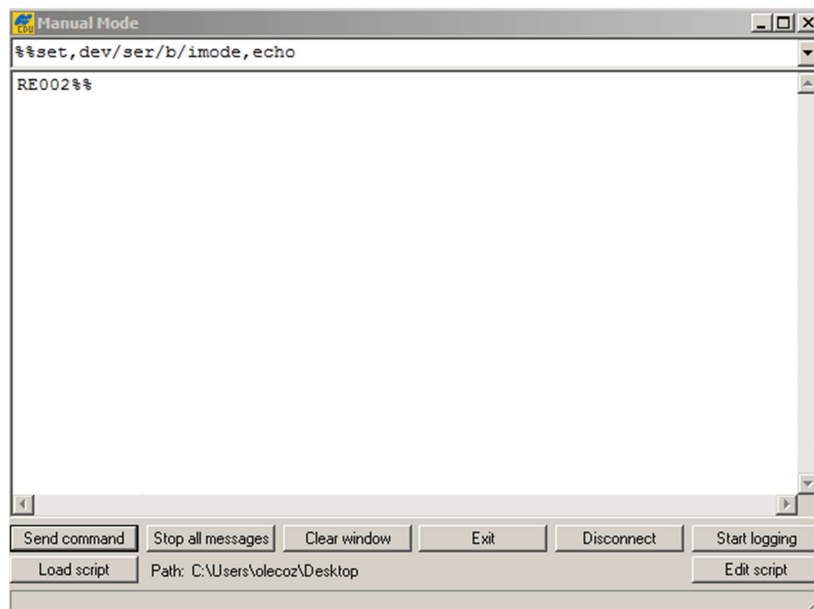 CDU Manual Mode
%%set,dev/ser/b/imode,echo
RE002%%
Send command Stop all messages Clear window Exit Disconnect Start logging
Load script Path: C:\Users\olecoz\Desktop Edit script